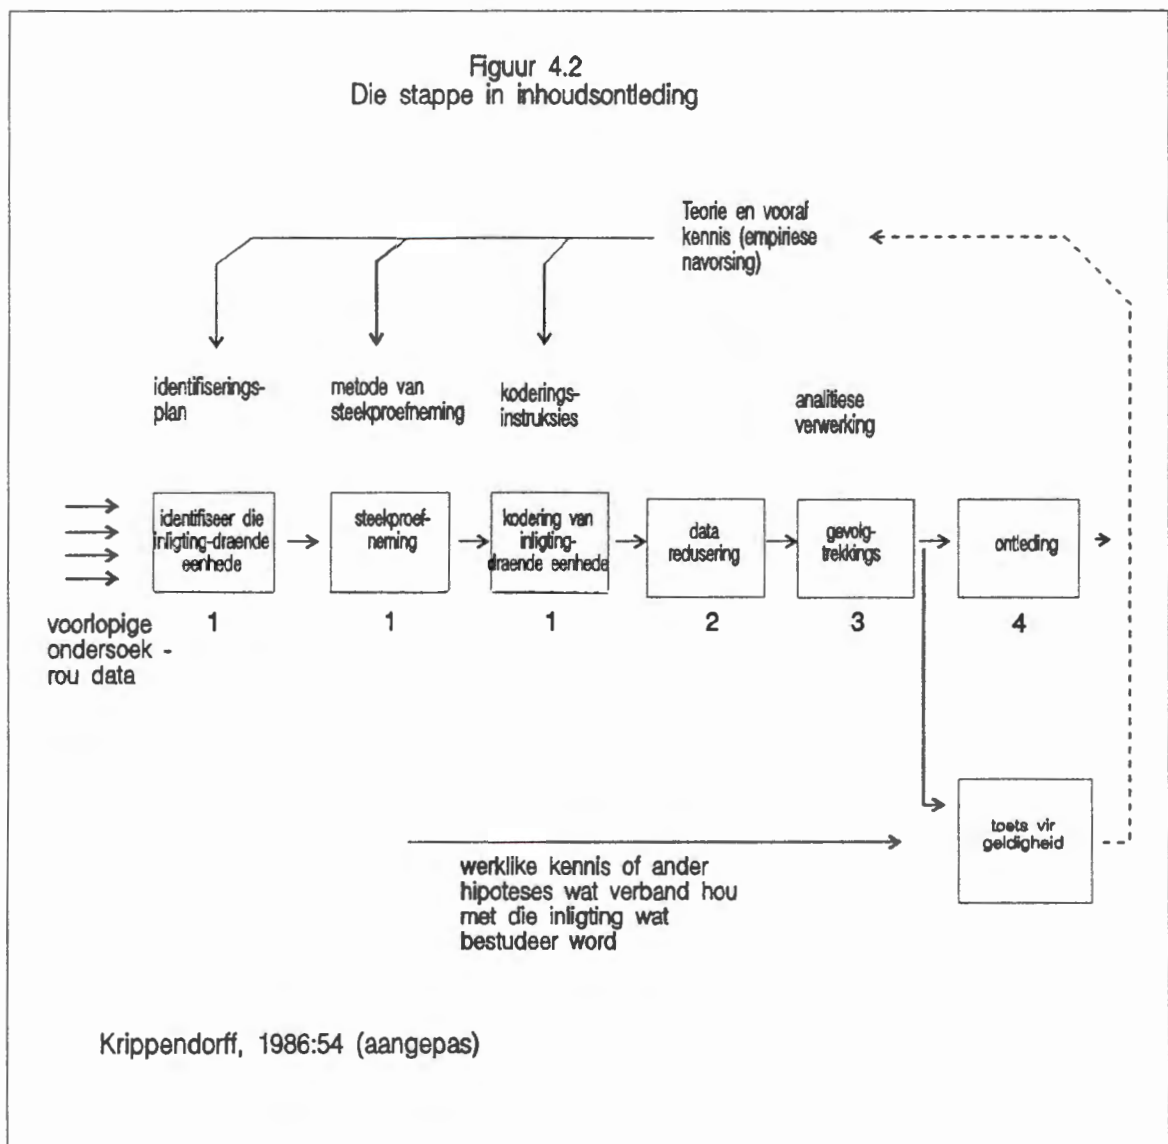 Figuur 4.2
Die stappe in inhoudsontleding
Teorie en vooraf
kennis (empiriese
navorsing)
identifiserings-
plan
metode van
steekproefneming
koderings-
instruksies
analitiese
verwerking
identifiseer die
inligting-draende
eenhede
steekproef-
neming
kodering van
inligting-
draende eenhede
data
redusering
gevolg-
trekkings
ontleding
1
1
1
2
3
4
voorlopige
ondersoek -
rou data
toets vir
geldigheid
werklike kennis of ander
hipoteses wat verband hou
met die inligting wat
bestudeer word
Krippendorff, 1986:54 (aangepas)